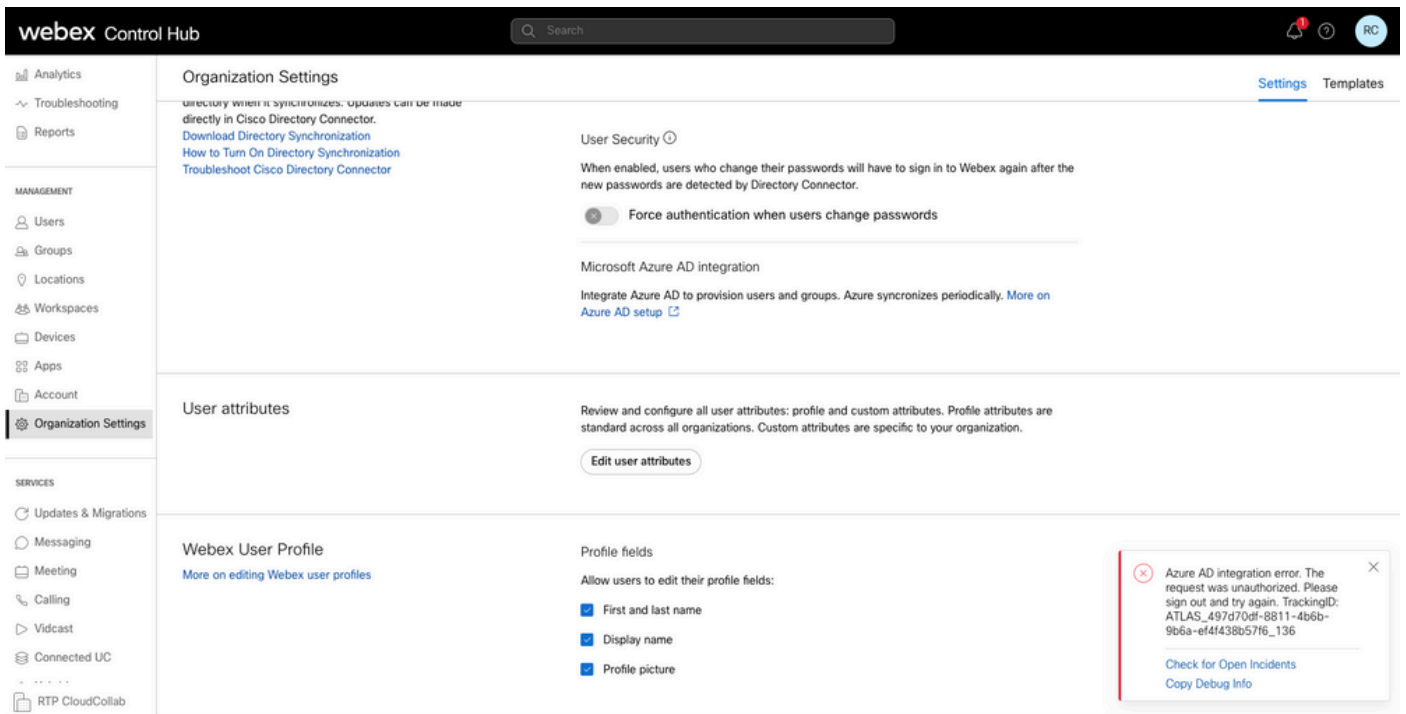 webex Control Hub
Search
1
RC
Analytics
Troubleshooting
Reports
MANAGEMENT
Users
Groups
Locations
Workspaces
Devices
Apps
Account
Organization Settings
SERVICES
Updates & Migrations
Messaging
Meeting
Calling
Vidcast
Connected UC
RTP CloudCollab
Organization Settings
Settings
Templates
directory when it synchronizes. Updates can be made
directly in Cisco Directory Connector.
Download Directory Synchronization
How to Turn On Directory Synchronization
Troubleshoot Cisco Directory Connector
User Security
When enabled, users who change their passwords will have to sign in to Webex again after the
new passwords are detected by Directory Connector.
Force authentication when users change passwords
Microsoft Azure AD integration
Integrate Azure AD to provision users and groups. Azure syncronizes periodically. More on
Azure AD setup
User attributes
Review and configure all user attributes: profile and custom attributes. Profile attributes are
standard across all organizations. Custom attributes are specific to your organization.
Edit user attributes
Webex User Profile
More on editing Webex user profiles
Profile fields
Allow users to edit their profile fields:
First and last name
Display name
Profile picture
Azure AD integration error. The
request was unauthorized. Please
sign out and try again. TrackingID:
ATLAS_497d70df-8811-4b6b-
9b6a-ef4f438b57f6_136
Check for Open Incidents
Copy Debug Info